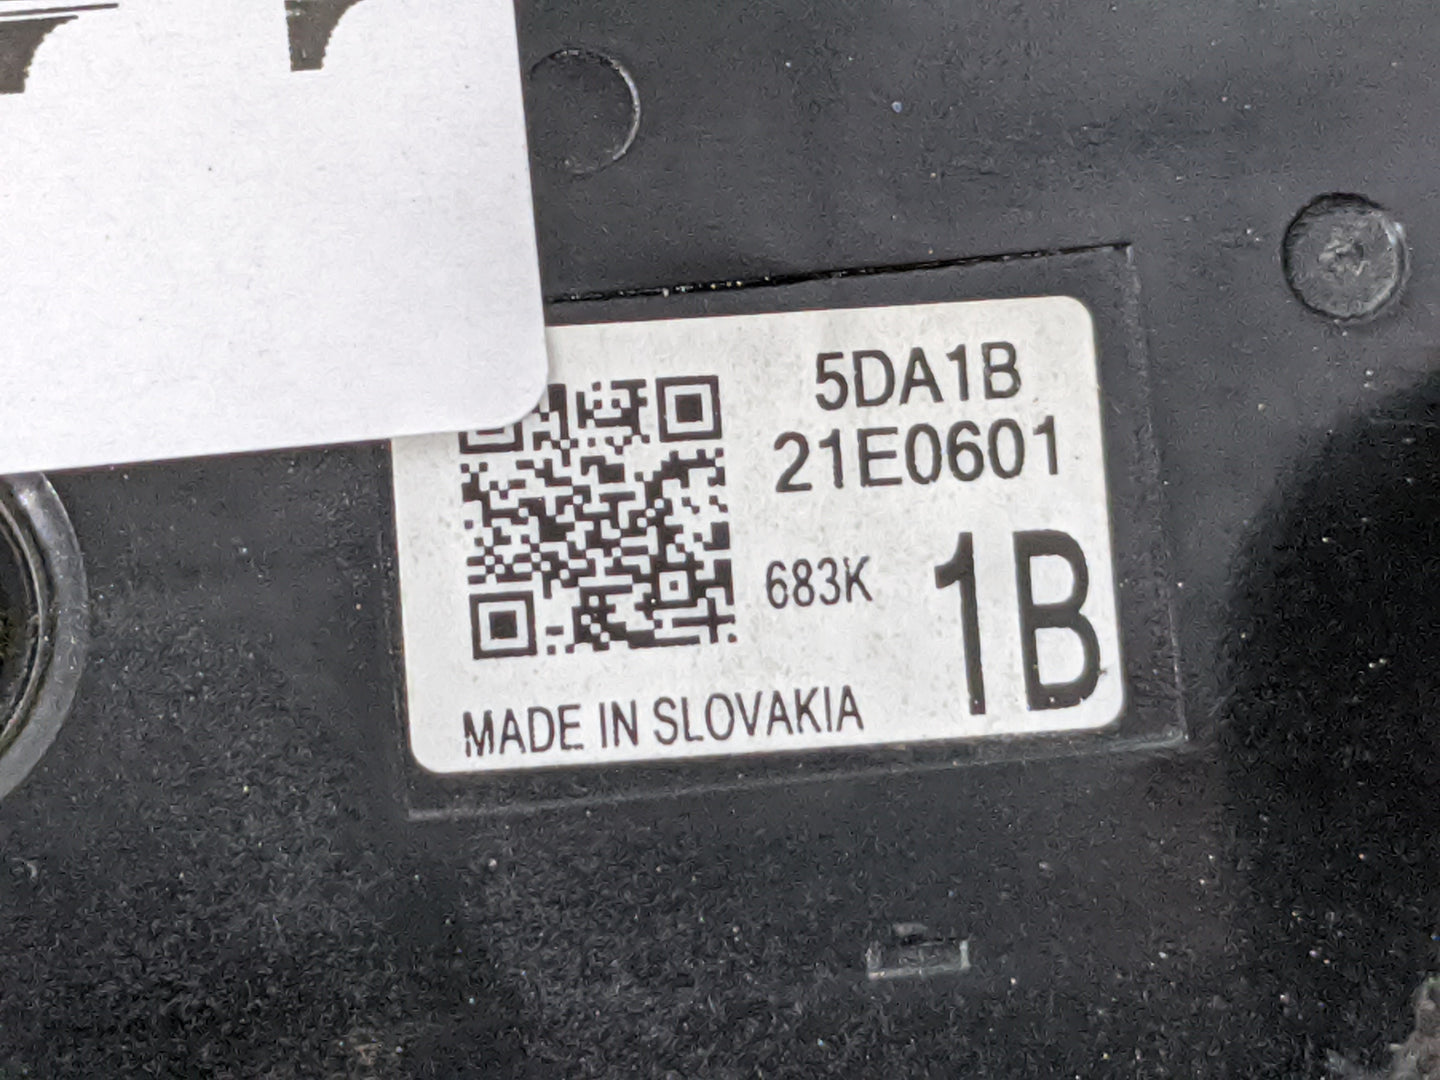 5DA1B
21E0601
683K
1B
MADE IN SLOVAKIA